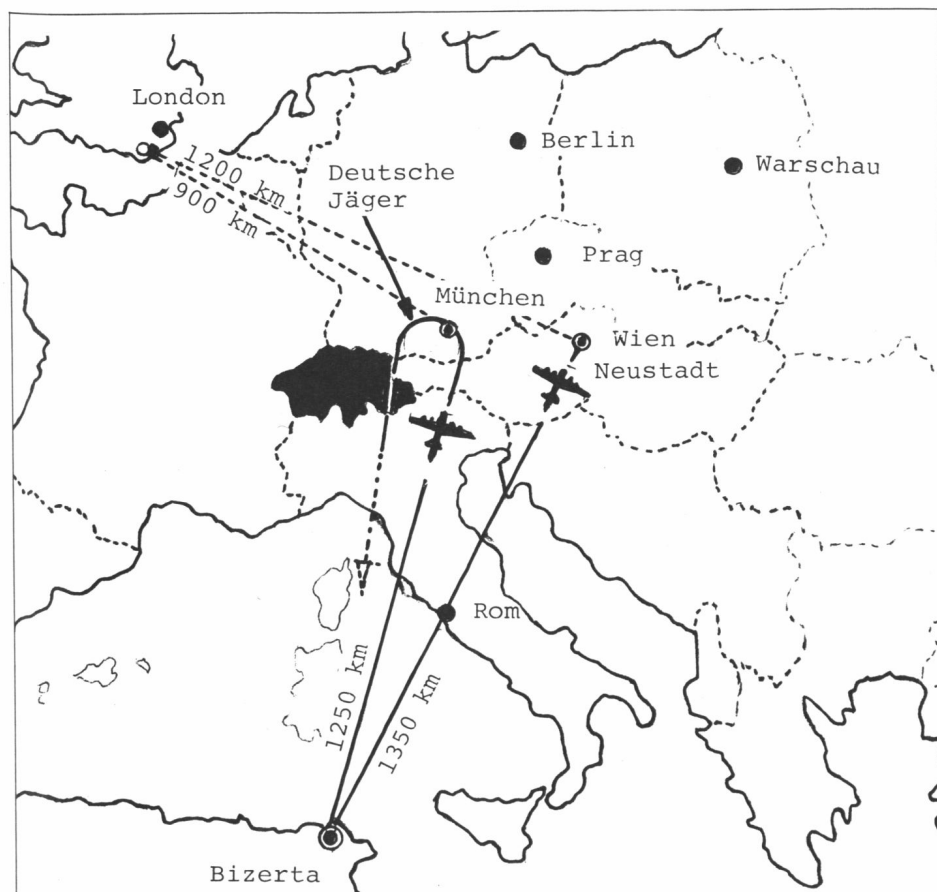 London
Berlin
Warschau
1200 km
900 km
Deutsche
Jäger
Prag
München
Wien
Neustadt
Rom
1250 km
1350 km
Bizerta